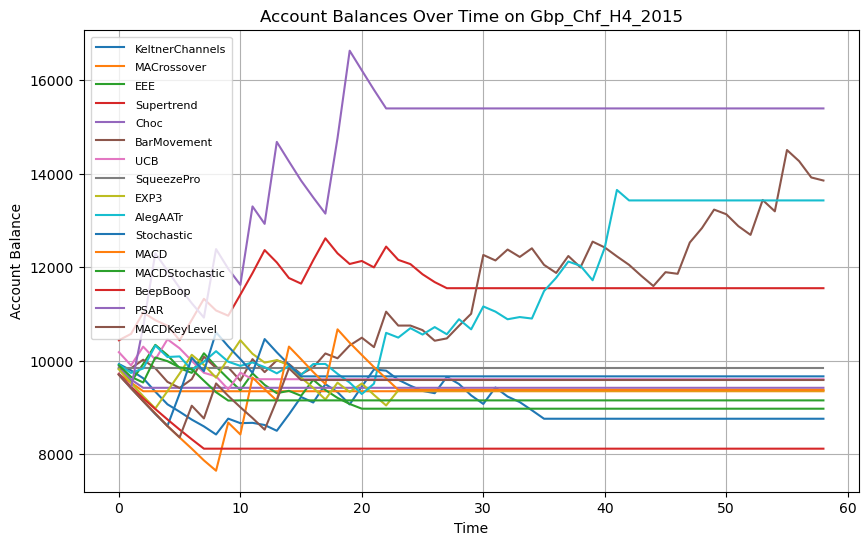 Account Balances Over Time on Gbp_Chf_H4_2015
KeltnerChannels
MACrossover
EEE
Supertrend
Choc
BarMovement
UCB
SqueezePro
EXP3
AlegAATr
Stochastic
MACD
MACDStochastic
BeepBoop
PSAR
MACDKeyLevel
Account Balance
16000
14000
12000
10000
8000
0 10 20 30 40 50 60
Time